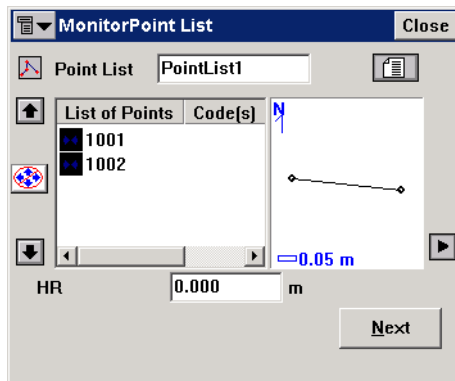 MonitorPoint List Close
Point List PointList1
List of Points Code(s)
1001
1002
N
0.05 m
HR 0.000 m
Next